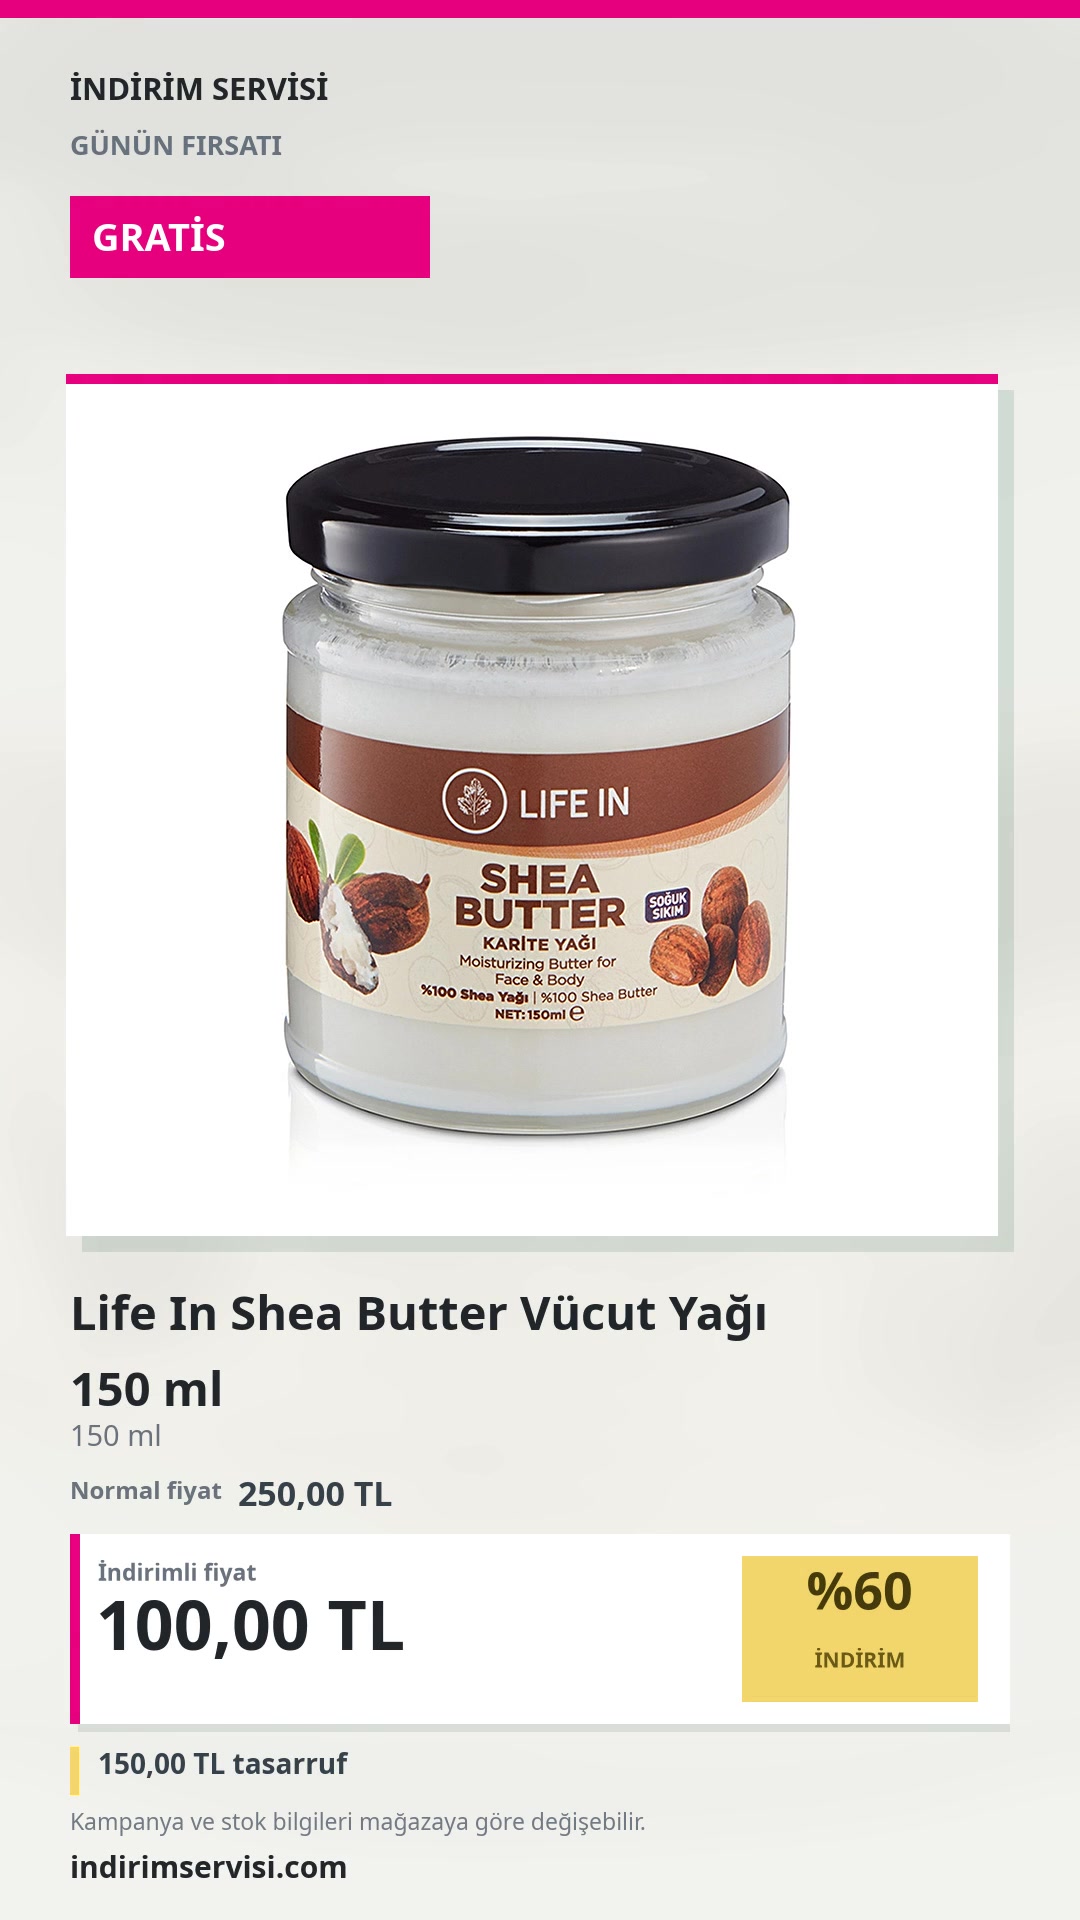 İNDİRİM SERVİSİ
GÜNÜN FIRSATI
GRATİS
LIFE IN
SHEA
BUTTER
SOĞUK
SIKIM
KARİTE YAĞI
Moisturizing Butter for
Face & Body
%100 Shea Yağı | %100 Shea Butter
NET:150ml ℮
Life In Shea Butter Vücut Yağı
150 ml
150 ml
Normal fiyat 250,00 TL
İndirimli fiyat
100,00 TL
%60
İNDİRİM
150,00 TL tasarruf
Kampanya ve stok bilgileri mağazaya göre değişebilir.
indirimservisi.com